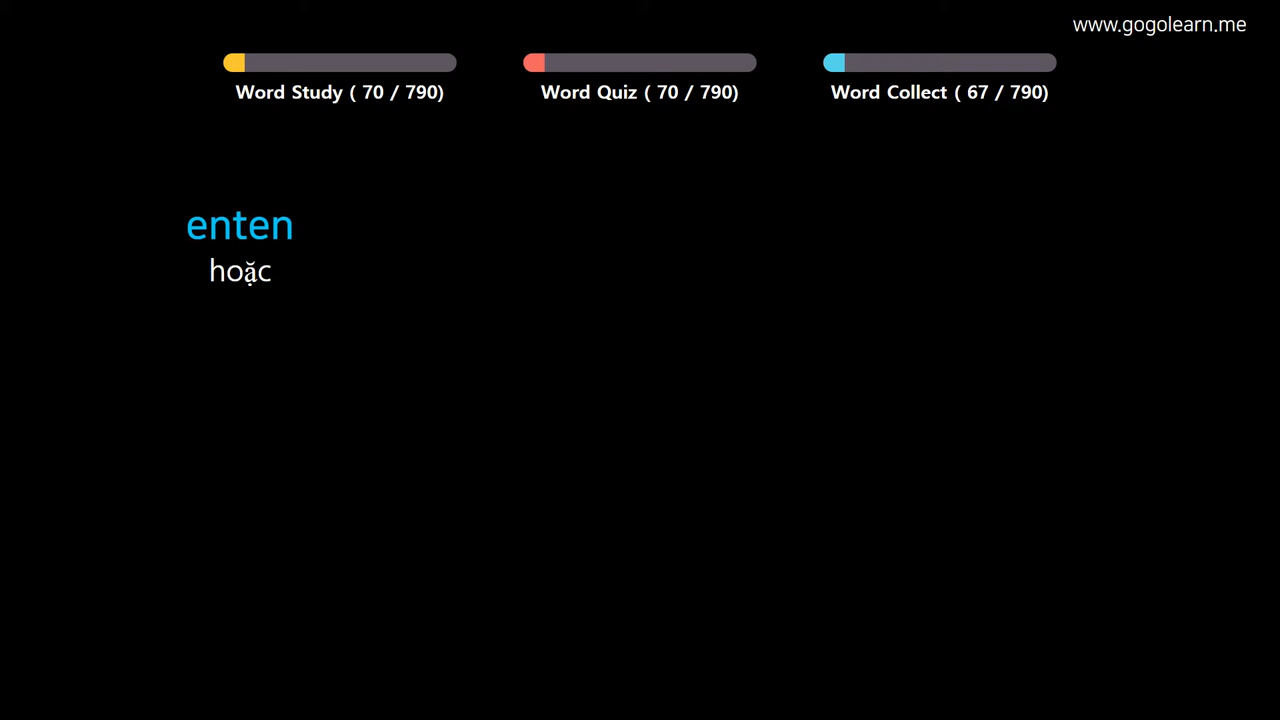 www.gogolearn.me
Word Study ( 70 / 790)
Word Quiz ( 70 / 790)
Word Collect ( 67 / 790)
enten
hoặc